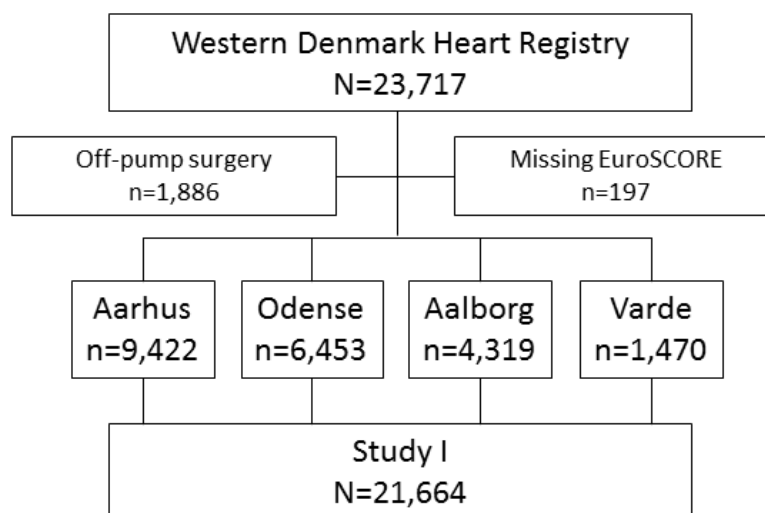 Western Denmark Heart Registry
N=23,717
Off-pump surgery
n=1,886
Missing EuroSCORE
n=197
Aarhus
n=9,422
Odense
n=6,453
Aalborg
n=4,319
Varde
n=1,470
Study I
N=21,664